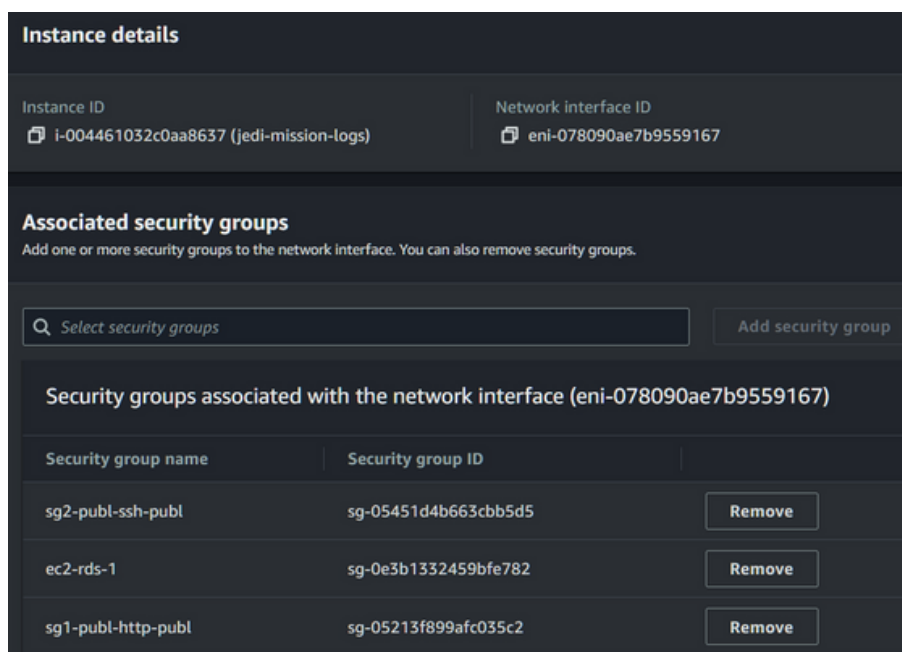 Instance details
Instance ID Network interface ID
i-004461032c0aa8637 (jedi-mission-logs) eni-078090ae7b9559167
Associated security groups
Add one or more security groups to the network interface. You can also remove security groups.
Select security groups Add security group
Security groups associated with the network interface (eni-078090ae7b9559167)
Security group name Security group ID
sg2-publ-ssh-publ sg-05451d4b663cbb5d5 Remove
ec2-rds-1 sg-0e3b1332459bfe782 Remove
sg1-publ-http-publ sg-05213f899afc035c2 Remove